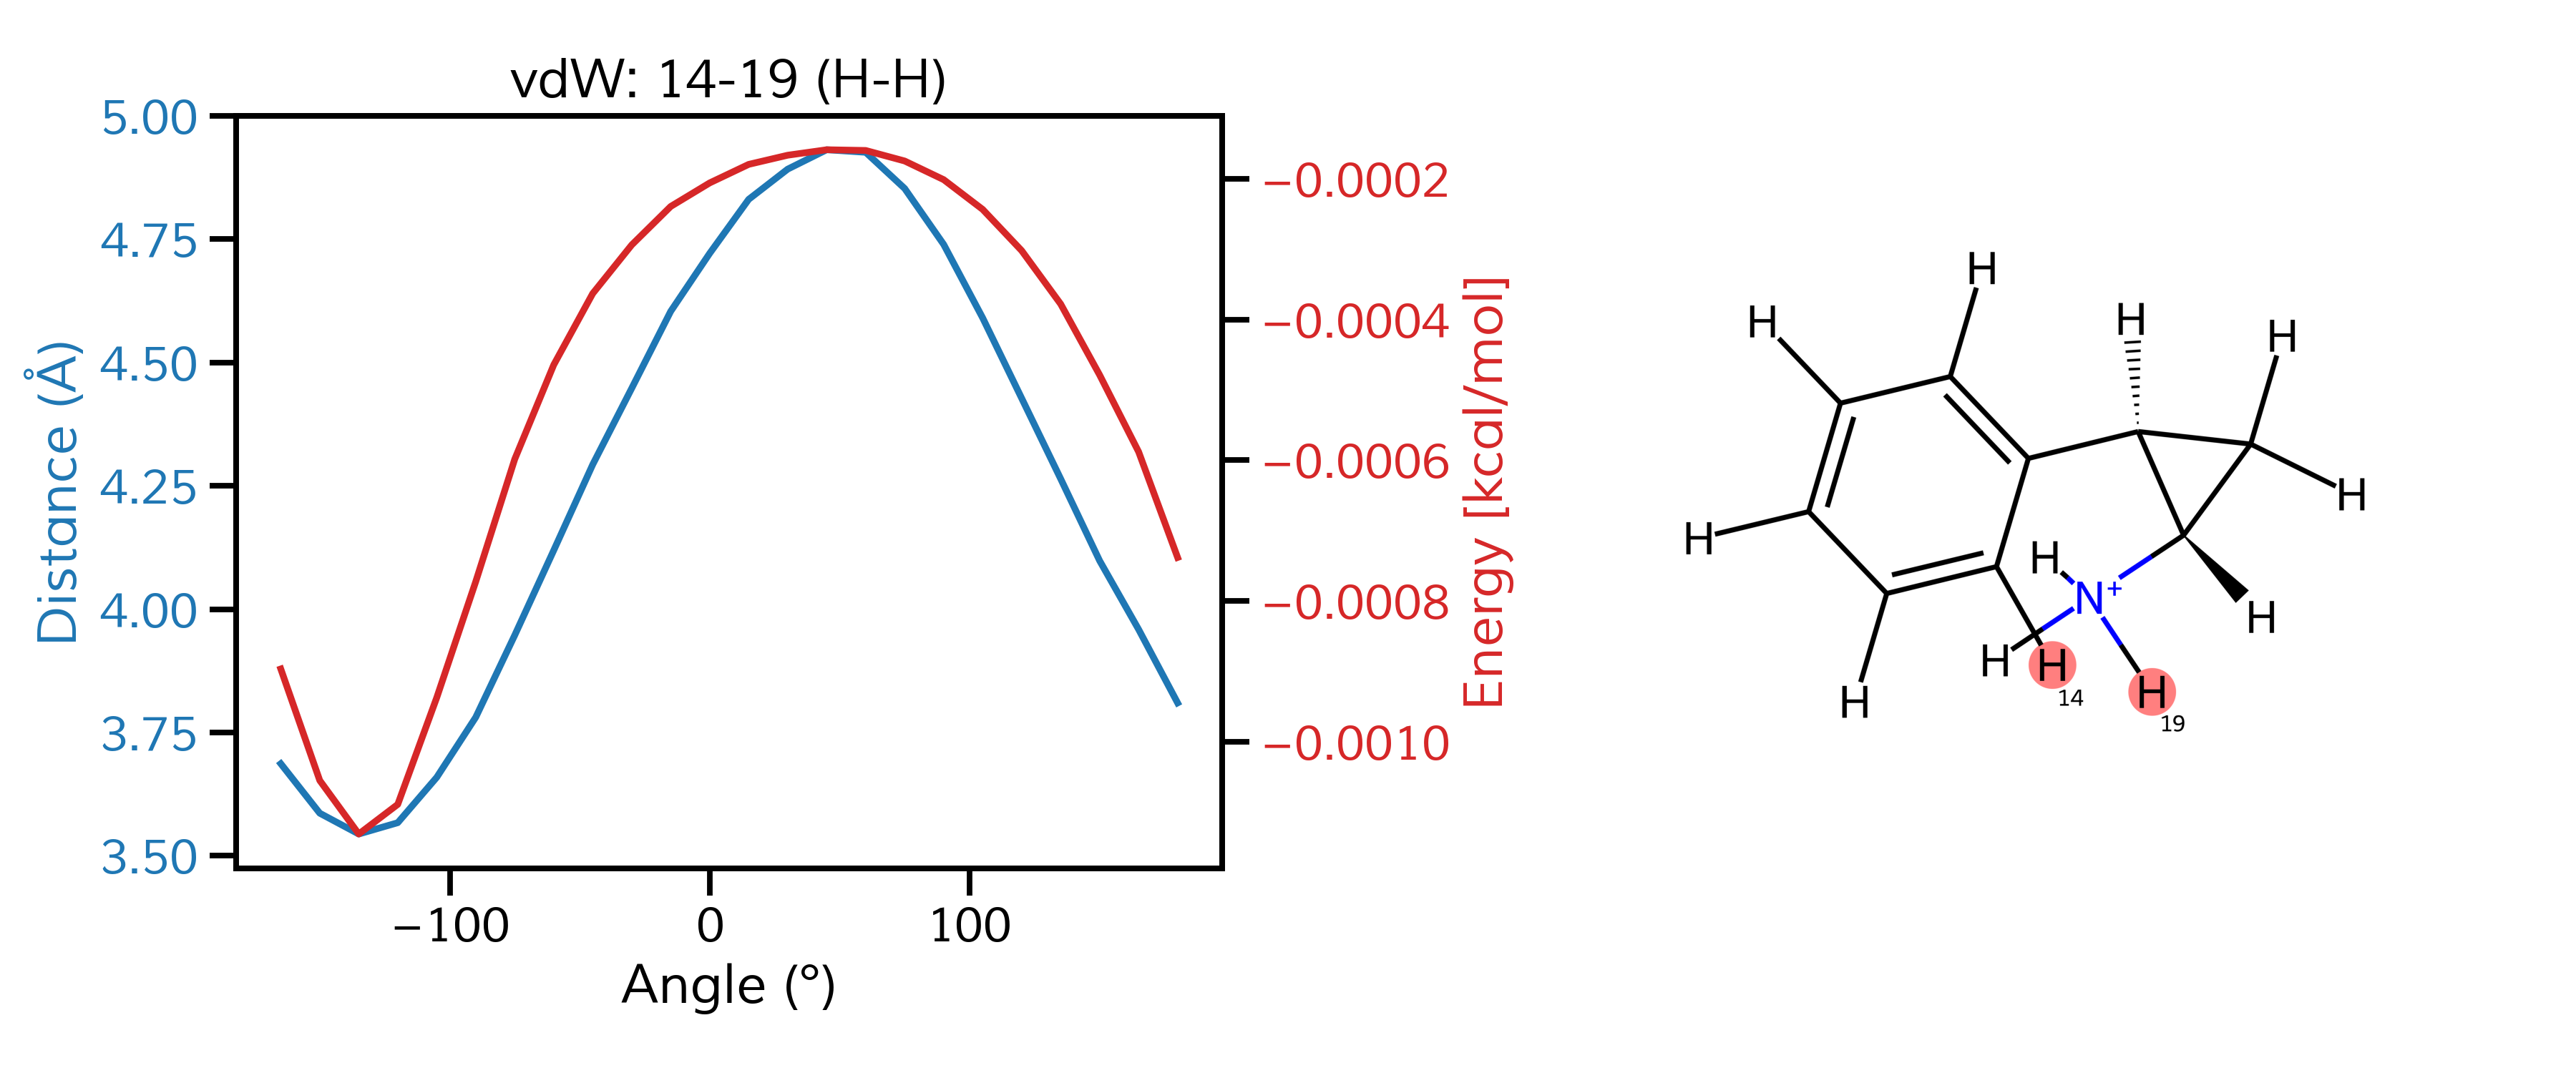 vdW: 14-19 (H-H)
5.00
4.75
4.50
4.25
4.00
3.75
3.50
Distance (Å)
−100
0
100
Angle (°)
−0.0002
−0.0004
−0.0006
−0.0008
−0.0010
Energy [kcal/mol]
H
H
H
H
H
H
H
H
N+
H
H
H
14
H
19
H